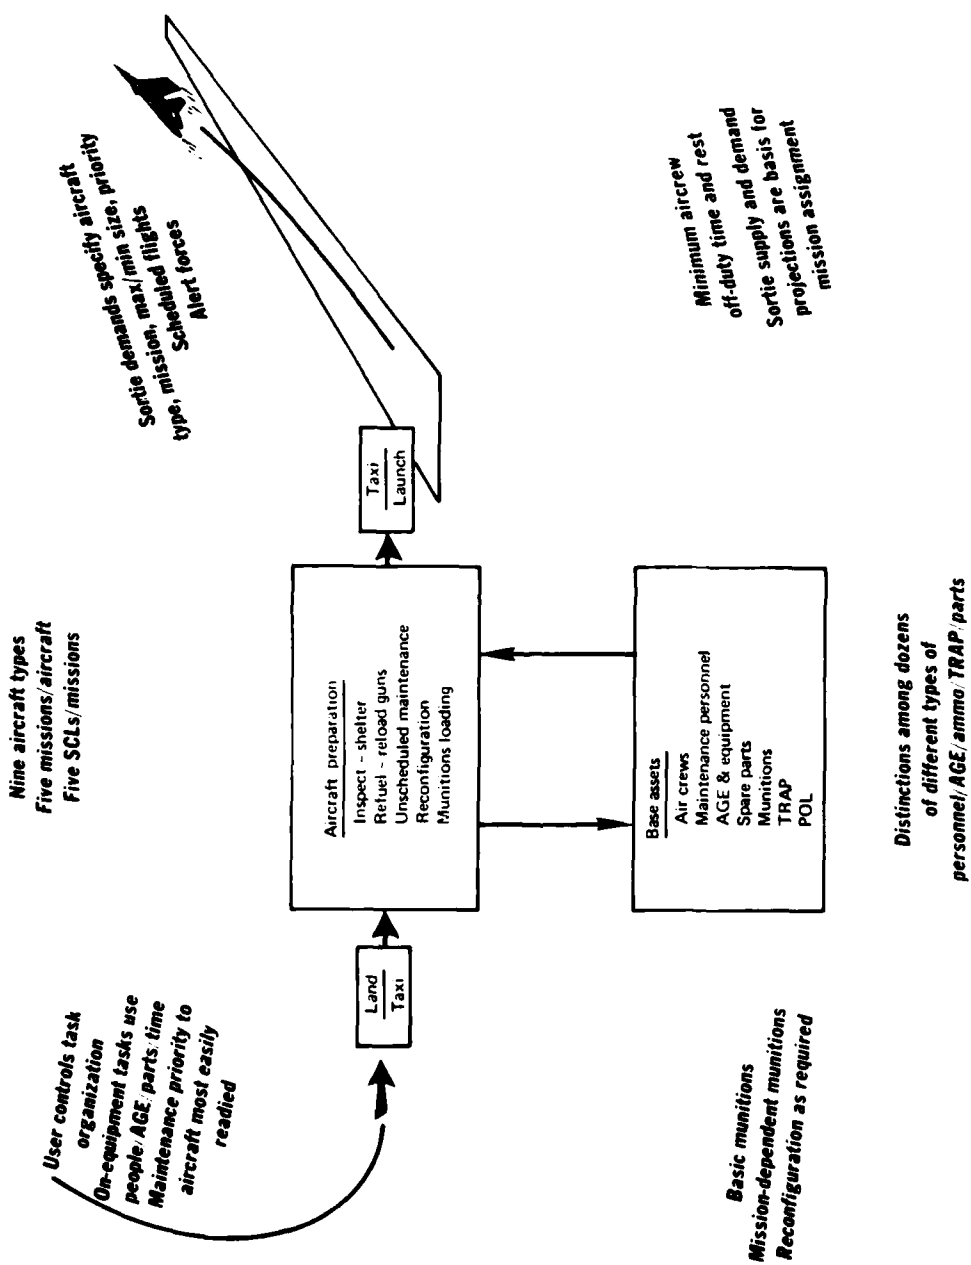 User controls task
organization
On-equipment tasks use
people/AGE/parts/time
Maintenance priority to
aircraft most easily
readied
Nine aircraft types
Five missions/aircraft
Five SCLs/missions
Sortie demands specify aircraft
type, mission, max/min size, priority
Scheduled flights
Alert forces
Land
Taxi
Aircraft preparation
Inspect - shelter
Refuel - reload guns
Unscheduled maintenance
Reconfiguration
Munitions loading
Taxi
Launch
Base assets
Air crews
Maintenance personnel
AGE & equipment
Spare parts
Munitions
TRAP
POL
Basic munitions
Mission-dependent munitions
Reconfiguration as required
Distinctions among dozens
of different types of
personnel/AGE/ammo/TRAP/parts
Minimum aircrew
off-duty time and rest
Sortie supply and demand
projections are basis for
mission assignment